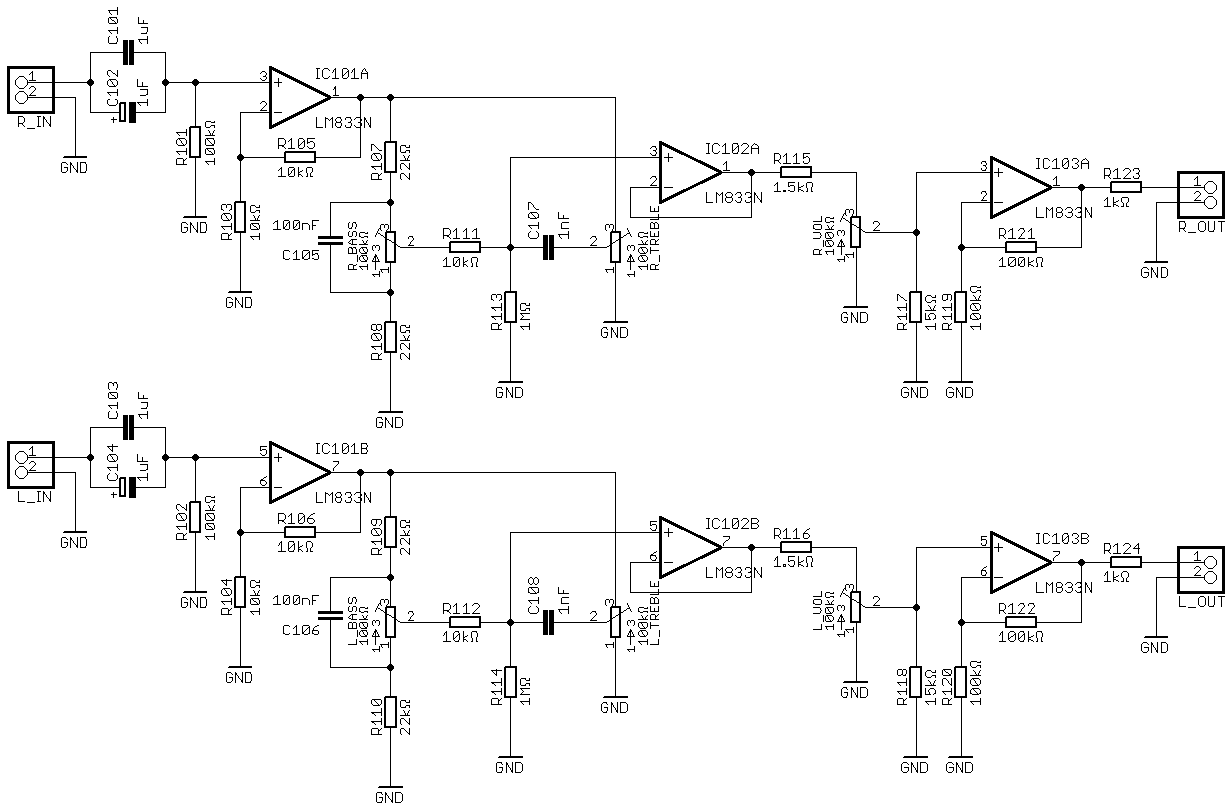 C101
1uF
C102
1uF
+
1
2
R_IN
GND
R101
100kΩ
GND
IC101A
3
2
1
+
−
LM833N
R105
10kΩ
R103
10kΩ
GND
R107
22kΩ
100nF
C105
R_BASS
100kΩ
1 3
3
2
1
R108
22kΩ
GND
R111
10kΩ
R113
1MΩ
GND
C107
1nF
2
3
1
1 3
100kΩ
R_TREBLE
GND
IC102A
3
2
1
+
−
LM833N
R115
1.5kΩ
R_VOL
100kΩ
1 3
3
2
1
GND
R117
15kΩ
GND
R119
100kΩ
GND
IC103A
3
2
1
+
−
LM833N
R121
100kΩ
R123
1kΩ
1
2
R_OUT
GND
C103
1uF
C104
1uF
+
1
2
L_IN
GND
R102
100kΩ
GND
IC101B
5
6
7
+
−
LM833N
R106
10kΩ
R104
10kΩ
GND
R109
22kΩ
100nF
C106
L_BASS
100kΩ
1 3
3
2
1
R110
22kΩ
GND
R112
10kΩ
R114
1MΩ
GND
C108
1nF
2
3
1
1 3
100kΩ
L_TREBLE
GND
IC102B
5
6
7
+
−
LM833N
R116
1.5kΩ
L_VOL
100kΩ
1 3
3
2
1
GND
R118
15kΩ
GND
R120
100kΩ
GND
IC103B
5
6
7
+
−
LM833N
R122
100kΩ
R124
1kΩ
1
2
L_OUT
GND